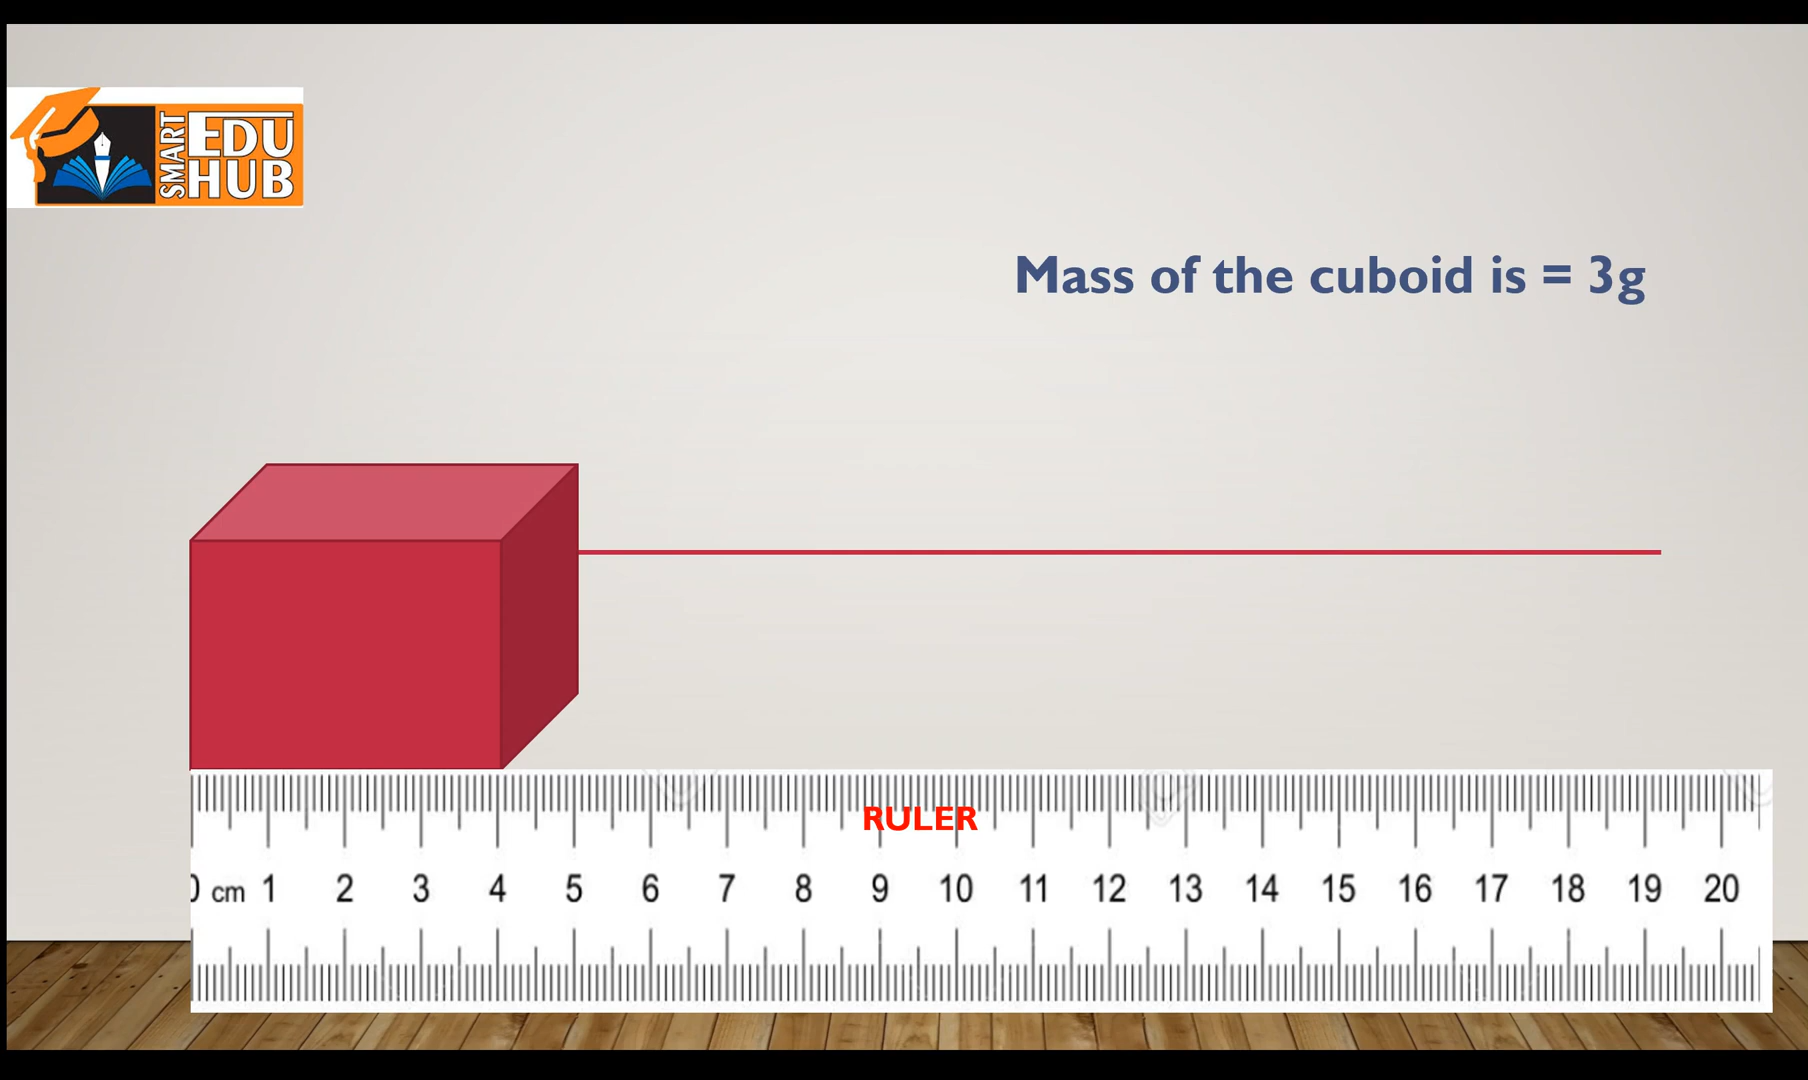 SMART
EDU
HUB
Mass of the cuboid is = 3g
RULER
0 cm 1 2 3 4 5 6 7 8 9 10 11 12 13 14 15 16 17 18 19 20